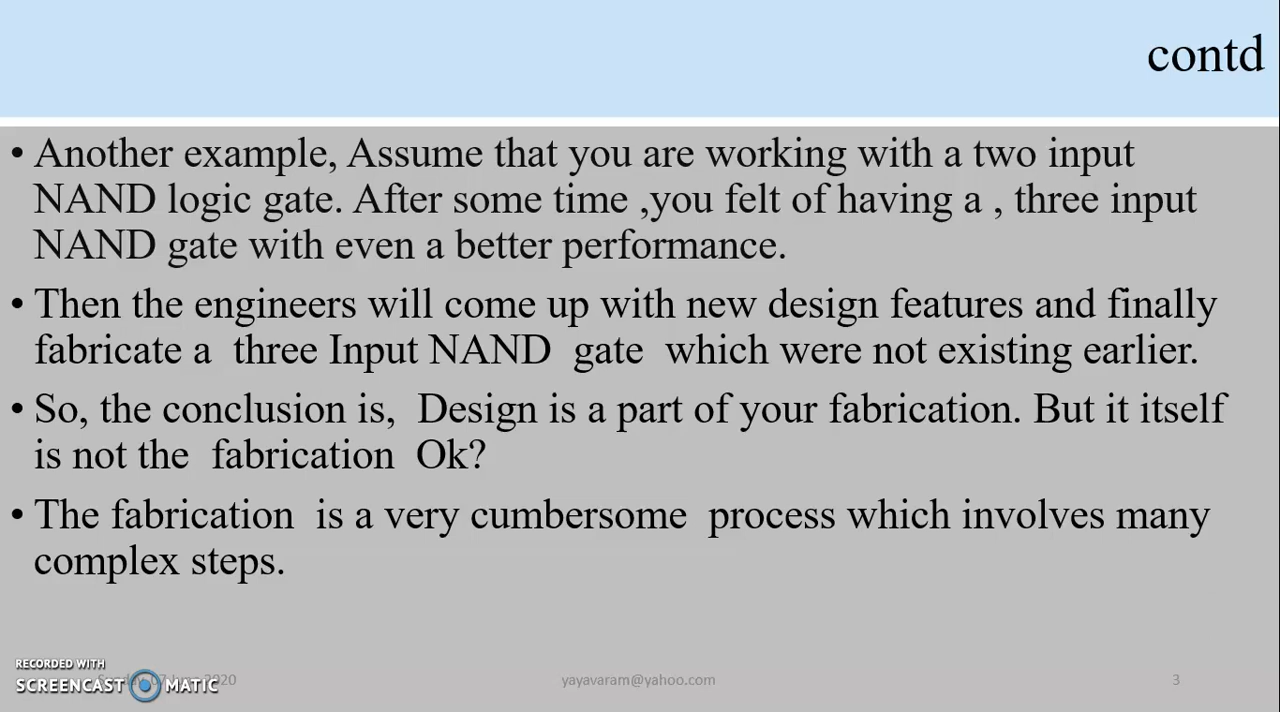 contd
• Another example, Assume that you are working with a two input
NAND logic gate. After some time ,you felt of having a , three input
NAND gate with even a better performance.
• Then the engineers will come up with new design features and finally
fabricate a three Input NAND gate which were not existing earlier.
• So, the conclusion is, Design is a part of your fabrication. But it itself
is not the fabrication Ok?
• The fabrication is a very cumbersome process which involves many
complex steps.
RECORDED WITH
SCREENCAST MATIC
2020
yayavaram@yahoo.com
3